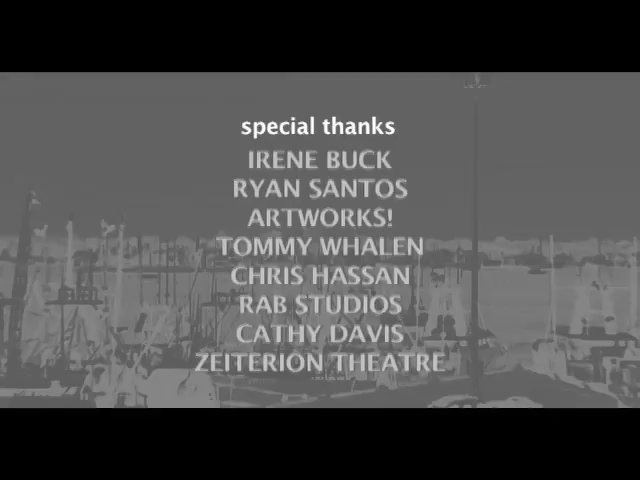 special thanks
IRENE BUCK
RYAN SANTOS
ARTWORKS!
TOMMY WHALEN
CHRIS HASSAN
RAB STUDIOS
CATHY DAVIS
ZEITERION THEATRE